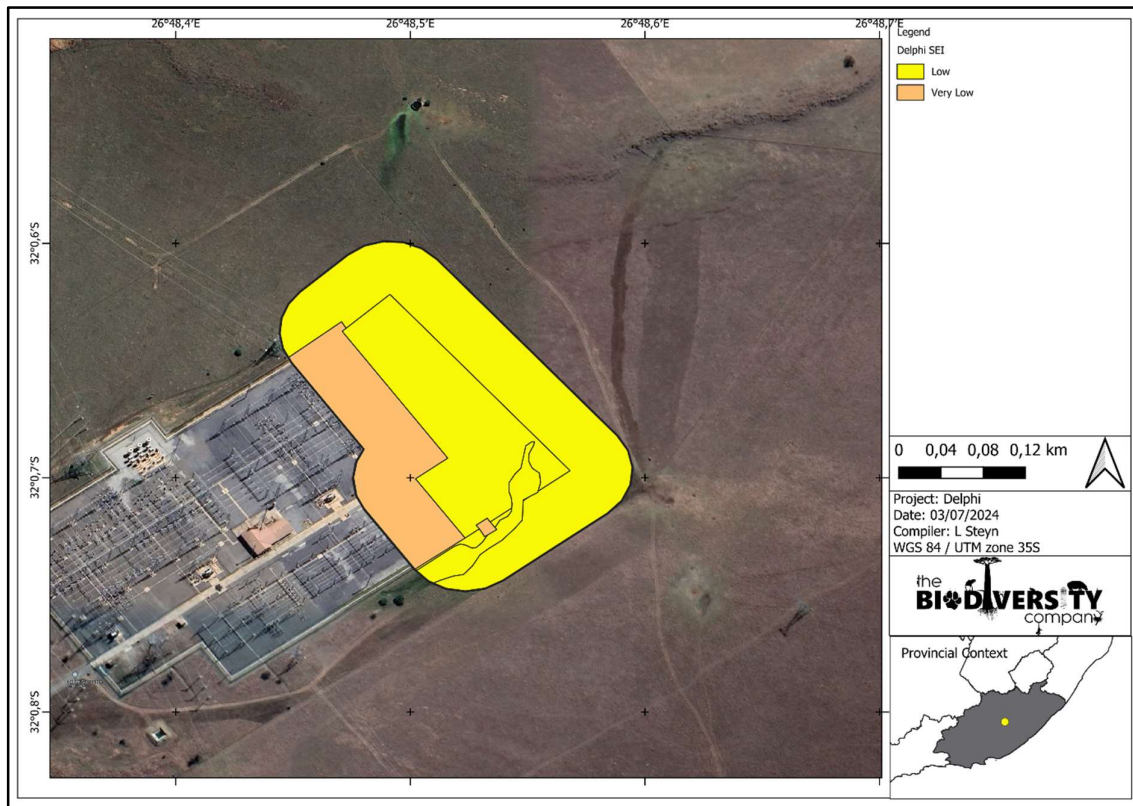 26°48,4'E 26°48,5'E 26°48,6'E 26°48,7'E
32°0,6'S
32°0,7'S
32°0,8'S
Legend
Delphi SEI
Low
Very Low
0 0,04 0,08 0,12 km
Project: Delphi
Date: 03/07/2024
Compiler: L Steyn
WGS 84 / UTM zone 35S
the
BIODIVERSITY
company
Provincial Context